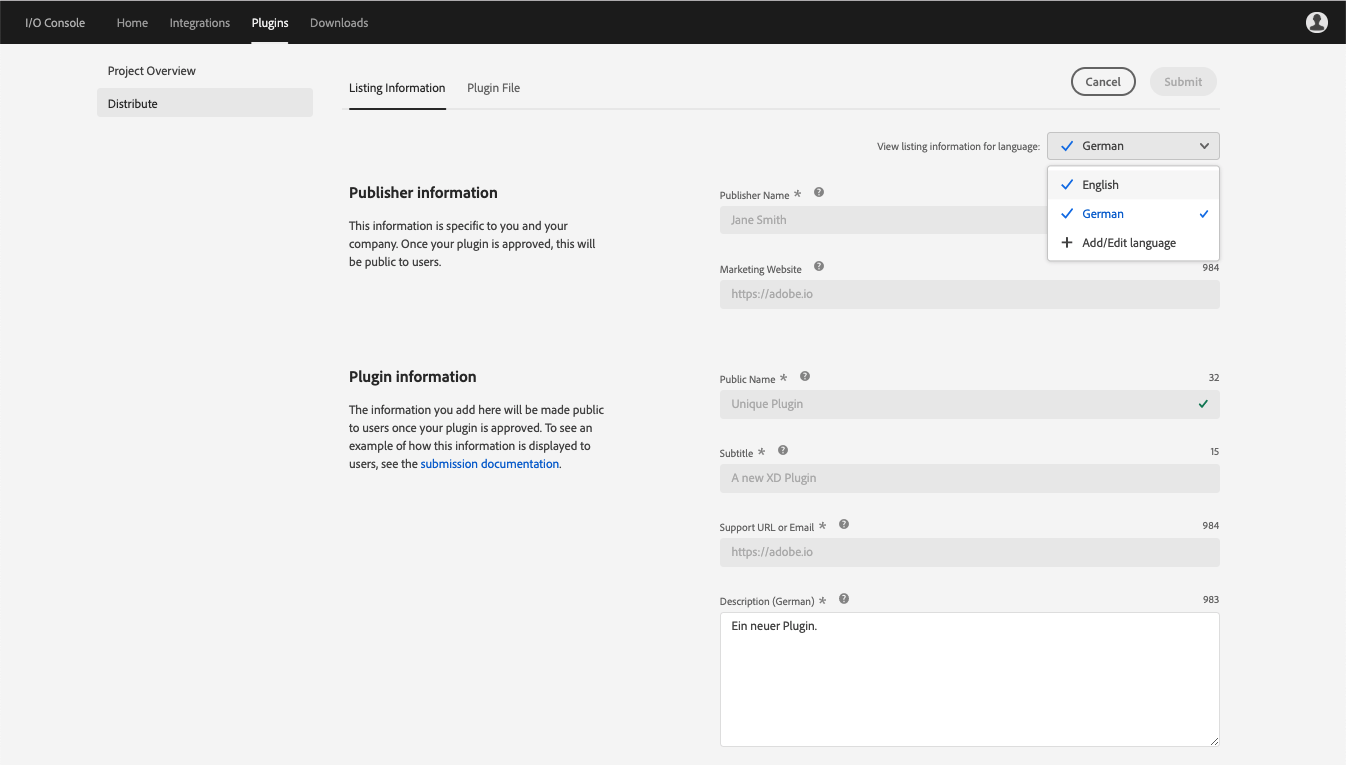 I/O Console Home Integrations Plugins Downloads
Project Overview
Distribute
Listing Information Plugin File
Cancel Submit
View listing information for language: German
English
German
+ Add/Edit language
Publisher information
This information is specific to you and your
company. Once your plugin is approved, this will
be public to users.
Publisher Name *
Jane Smith
Marketing Website 984
https://adobe.io
Plugin information
The information you add here will be made public
to users once your plugin is approved. To see an
example of how this information is displayed to
users, see the submission documentation.
Public Name * 32
Unique Plugin
Subtitle * 15
A new XD Plugin
Support URL or Email * 984
https://adobe.io
Description (German) * 983
Ein neuer Plugin.